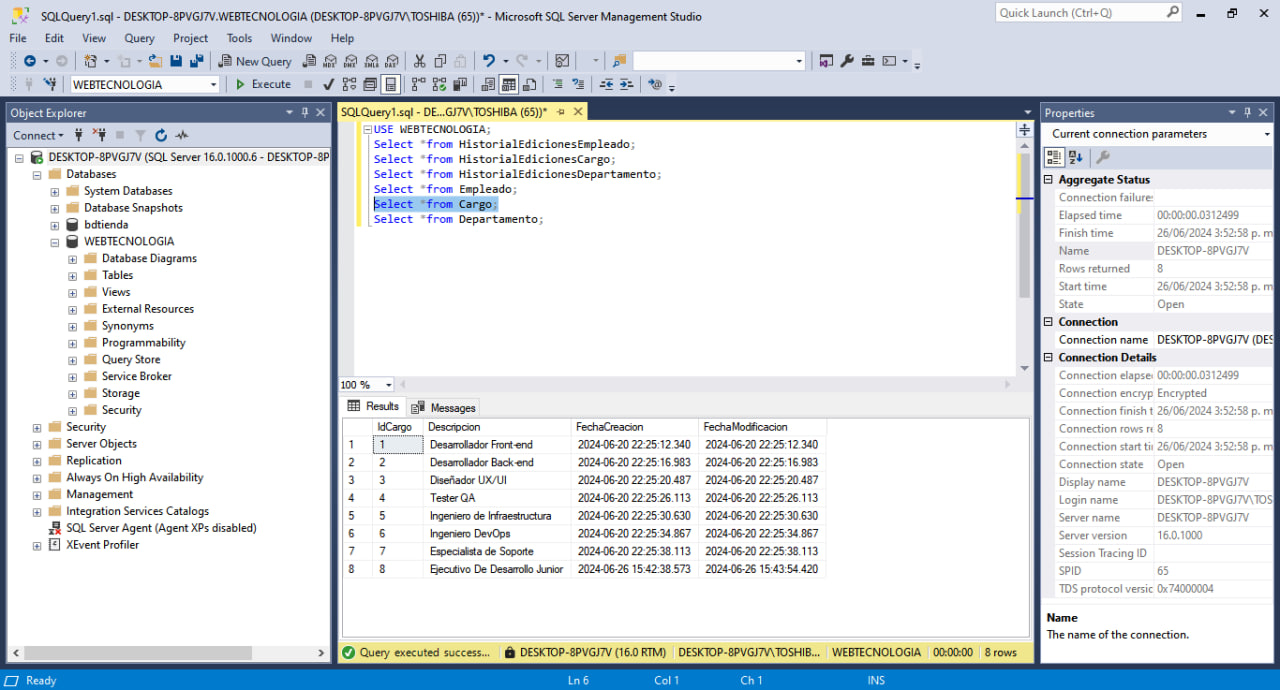 SQLQuery1.sql - DESKTOP-8PVGJ7V.WEBTECNOLOGIA (DESKTOP-8PVGJ7V\TOSHIBA (65))* - Microsoft SQL Server Management Studio
Quick Launch (Ctrl+Q)
File Edit View Query Project Tools Window Help
New Query MDX DMX XMLA DAX
WEBTECNOLOGIA Execute
Object Explorer
Connect
DESKTOP-8PVGJ7V (SQL Server 16.0.1000.6 - DESKTOP-8P
Databases
System Databases
Database Snapshots
bdtienda
WEBTECNOLOGIA
Database Diagrams
Tables
Views
External Resources
Synonyms
Programmability
Query Store
Service Broker
Storage
Security
Security
Server Objects
Replication
Always On High Availability
Management
Integration Services Catalogs
SQL Server Agent (Agent XPs disabled)
XEvent Profiler
SQLQuery1.sql - DE...GJ7V\TOSHIBA (65))*
USE WEBTECNOLOGIA;
Select *from HistorialEdicionesEmpleado;
Select *from HistorialEdicionesCargo;
Select *from HistorialEdicionesDepartamento;
Select *from Empleado;
Select *from Cargo;
Select *from Departamento;
100 %
Results Messages
IdCargo Descripcion FechaCreacion FechaModificacion
1 1 Desarrollador Front-end 2024-06-20 22:25:12.340 2024-06-20 22:25:12.340
2 2 Desarrollador Back-end 2024-06-20 22:25:16.983 2024-06-20 22:25:16.983
3 3 Diseñador UX/UI 2024-06-20 22:25:20.487 2024-06-20 22:25:20.487
4 4 Tester QA 2024-06-20 22:25:26.113 2024-06-20 22:25:26.113
5 5 Ingeniero de Infraestructura 2024-06-20 22:25:30.630 2024-06-20 22:25:30.630
6 6 Ingeniero DevOps 2024-06-20 22:25:34.867 2024-06-20 22:25:34.867
7 7 Especialista de Soporte 2024-06-20 22:25:38.113 2024-06-20 22:25:38.113
8 8 Ejecutivo De Desarrollo Junior 2024-06-26 15:42:38.573 2024-06-26 15:43:54.420
Query executed success... DESKTOP-8PVGJ7V (16.0 RTM) DESKTOP-8PVGJ7V\TOSHIB... WEBTECNOLOGIA 00:00:00 8 rows
Properties
Current connection parameters
Aggregate Status
Connection failures
Elapsed time 00:00:00.0312499
Finish time 26/06/2024 3:52:58 p. m
Name DESKTOP-8PVGJ7V
Rows returned 8
Start time 26/06/2024 3:52:58 p. m
State Open
Connection
Connection name DESKTOP-8PVGJ7V (DES
Connection Details
Connection elapse 00:00:00.0312499
Connection encryp Encrypted
Connection finish t 26/06/2024 3:52:58 p. m
Connection rows re 8
Connection start ti 26/06/2024 3:52:58 p. m
Connection state Open
Display name DESKTOP-8PVGJ7V
Login name DESKTOP-8PVGJ7V\TOS
Server name DESKTOP-8PVGJ7V
Server version 16.0.1000
Session Tracing ID
SPID 65
TDS protocol versic 0x74000004
Name
The name of the connection.
Ready Ln 6 Col 1 Ch 1 INS